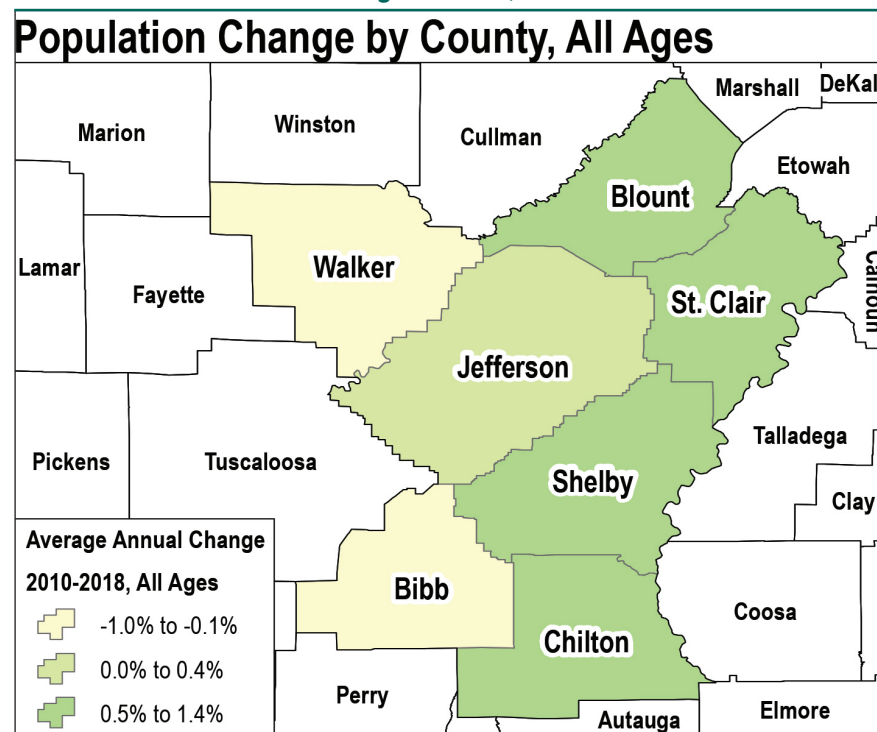 Population Change by County, All Ages
Marshall
DeKal
Marion
Winston
Cullman
Etowah
Blount
Lamar
Walker
Calhoun
Fayette
St. Clair
Jefferson
Pickens
Tuscaloosa
Talladega
Shelby
Clay
Average Annual Change
2010-2018, All Ages
-1.0% to -0.1%
0.0% to 0.4%
0.5% to 1.4%
Bibb
Coosa
Chilton
Perry
Elmore
Autauga